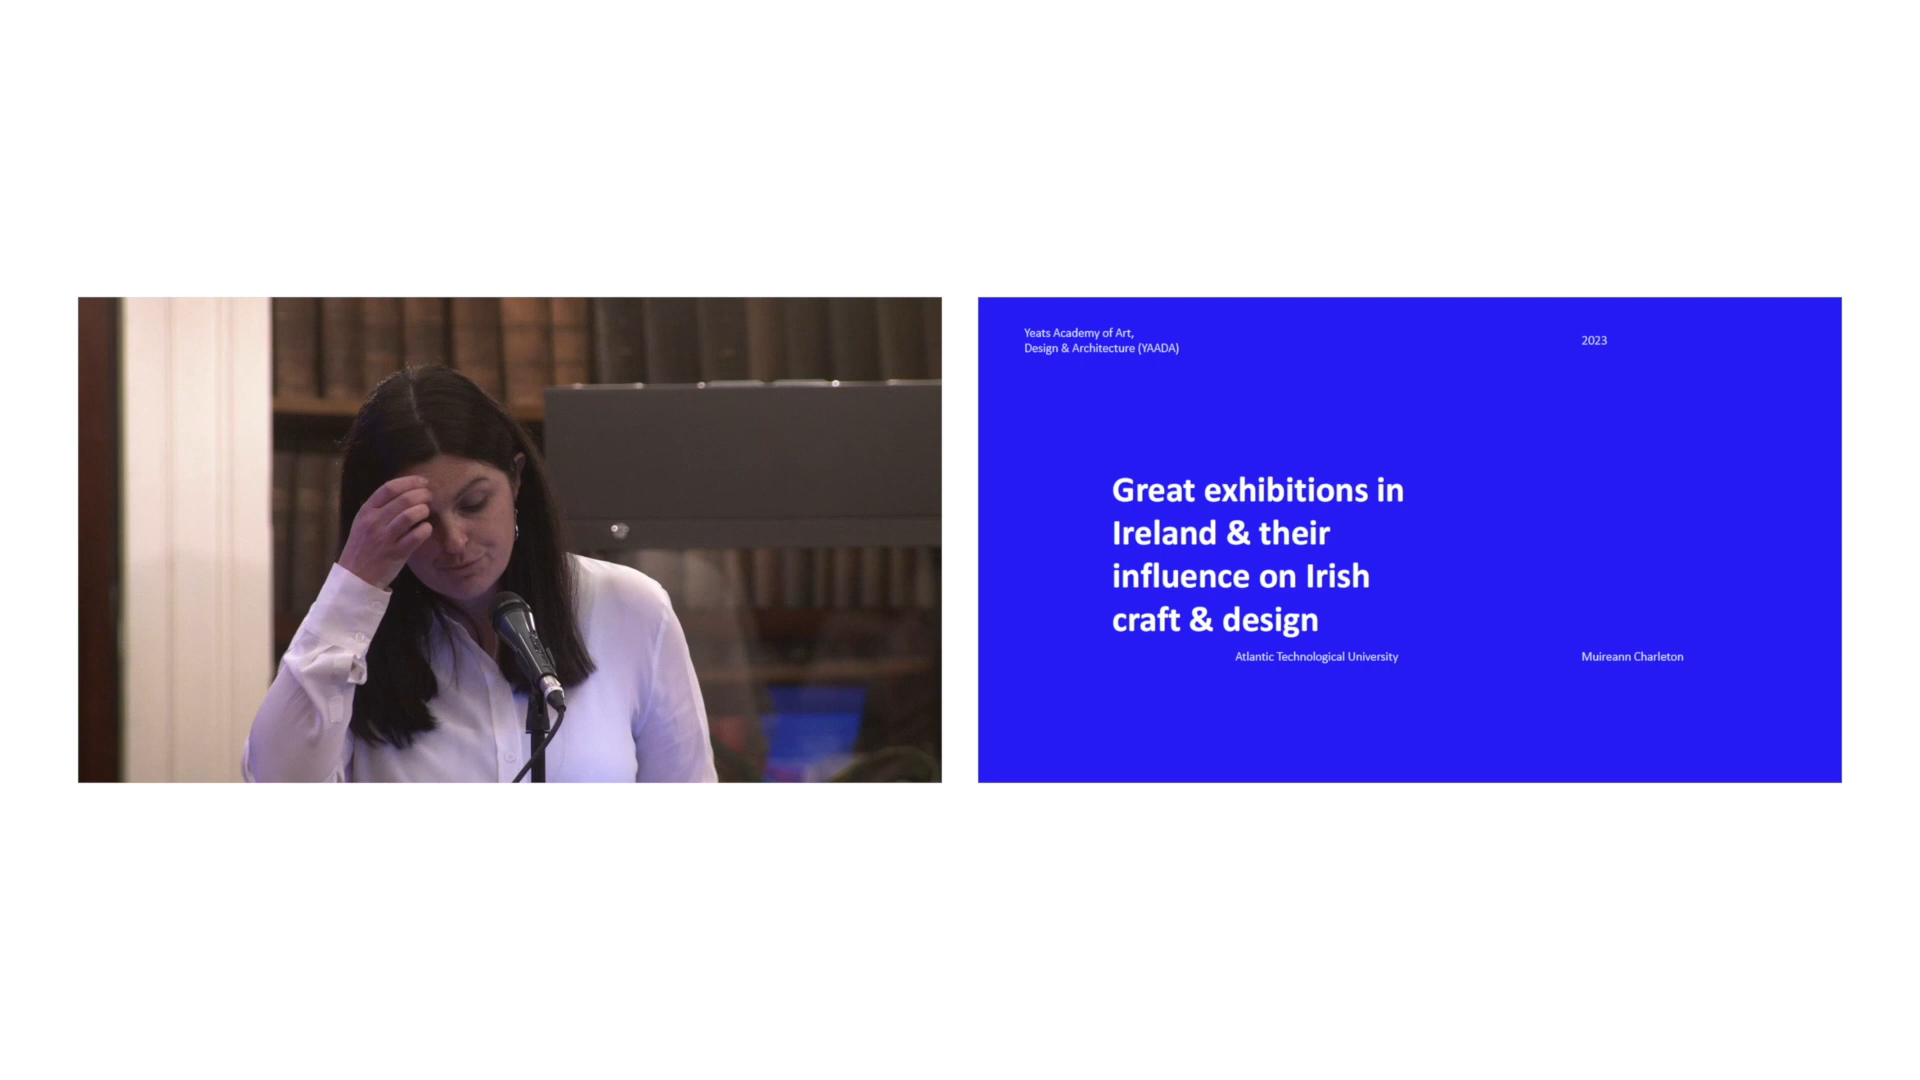 Yeats Academy of Art,
Design & Architecture (YAADA)
2023
Great exhibitions in
Ireland & their
influence on Irish
craft & design
Atlantic Technological University
Muireann Charleton